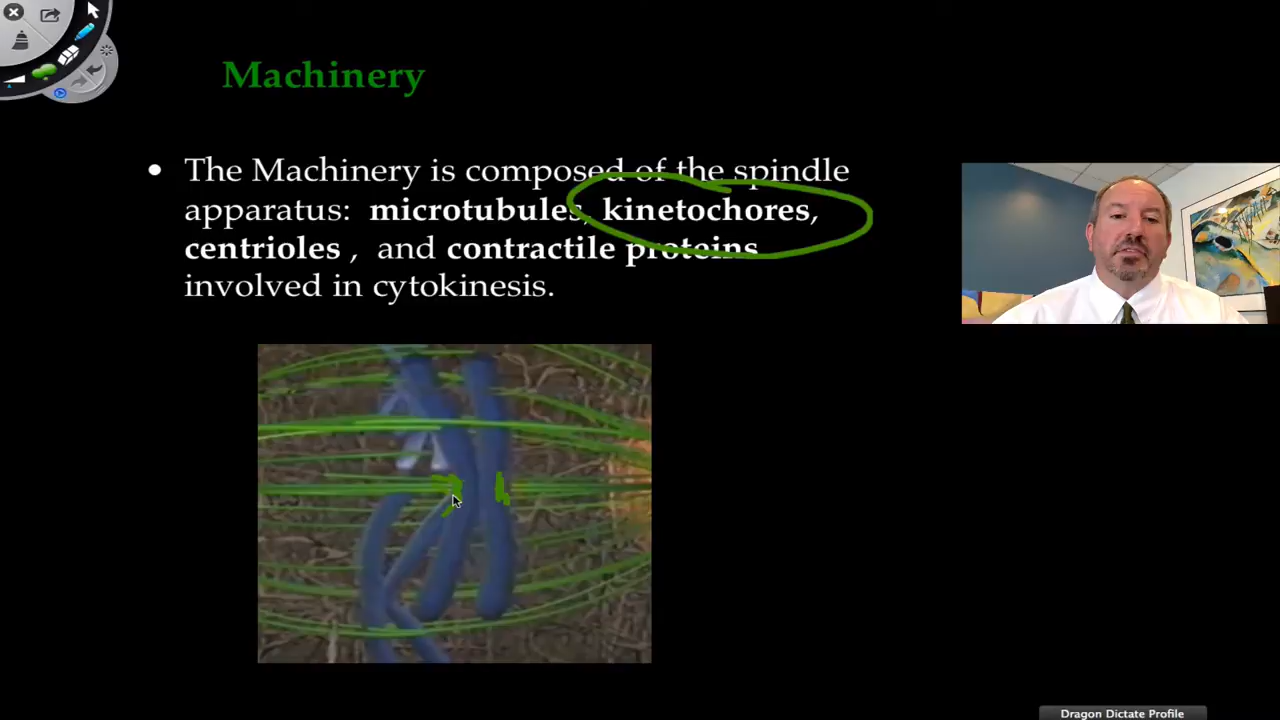 Machinery
• The Machinery is composed of the spindle
apparatus: microtubules, kinetochores,
centrioles , and contractile proteins
involved in cytokinesis.
Dragon Dictate Profile